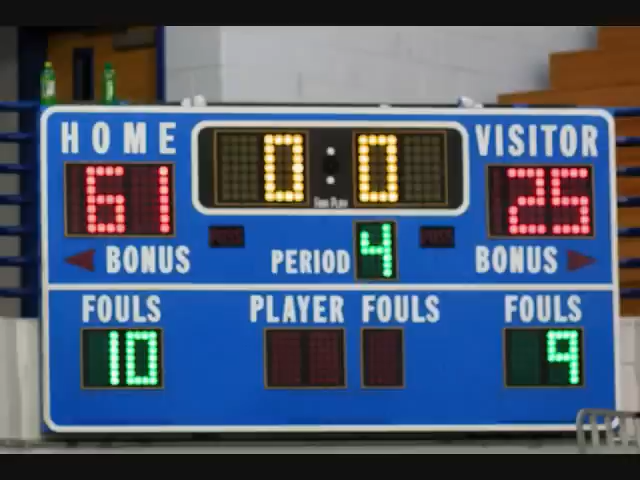 HOME 0:0 VISITOR
61 25
BONUS PERIOD 4 BONUS
FOULS PLAYER FOULS FOULS
10 9